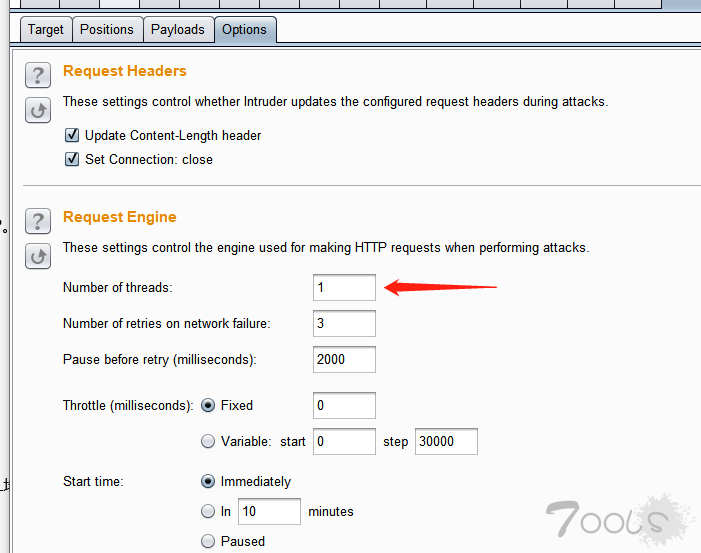 Target Positions Payloads Options
? Request Headers
These settings control whether Intruder updates the configured request headers during attacks.
Update Content-Length header
Set Connection: close
? Request Engine
These settings control the engine used for making HTTP requests when performing attacks.
Number of threads: 1
Number of retries on network failure: 3
Pause before retry (milliseconds): 2000
Throttle (milliseconds): Fixed 0
Variable: start 0 step 30000
Start time: Immediately
In 10 minutes
Paused
7ools